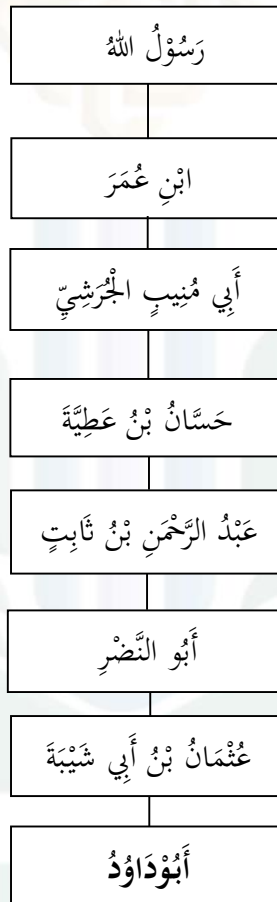 رَسُوْلُ اللهُ
ابْنِ عُمَرَ
أَبِي مُنِيبٍ الْجُرَشِيِّ
حَسَّانُ بْنُ عَطِيَّةَ
عَبْدُ الرَّحْمَنِ بْنُ ثَابِتٍ
أَبُو النَّضْرِ
عُثْمَانُ بْنُ أَبِي شَيْبَةَ
أَبُوْدَاوُدُ